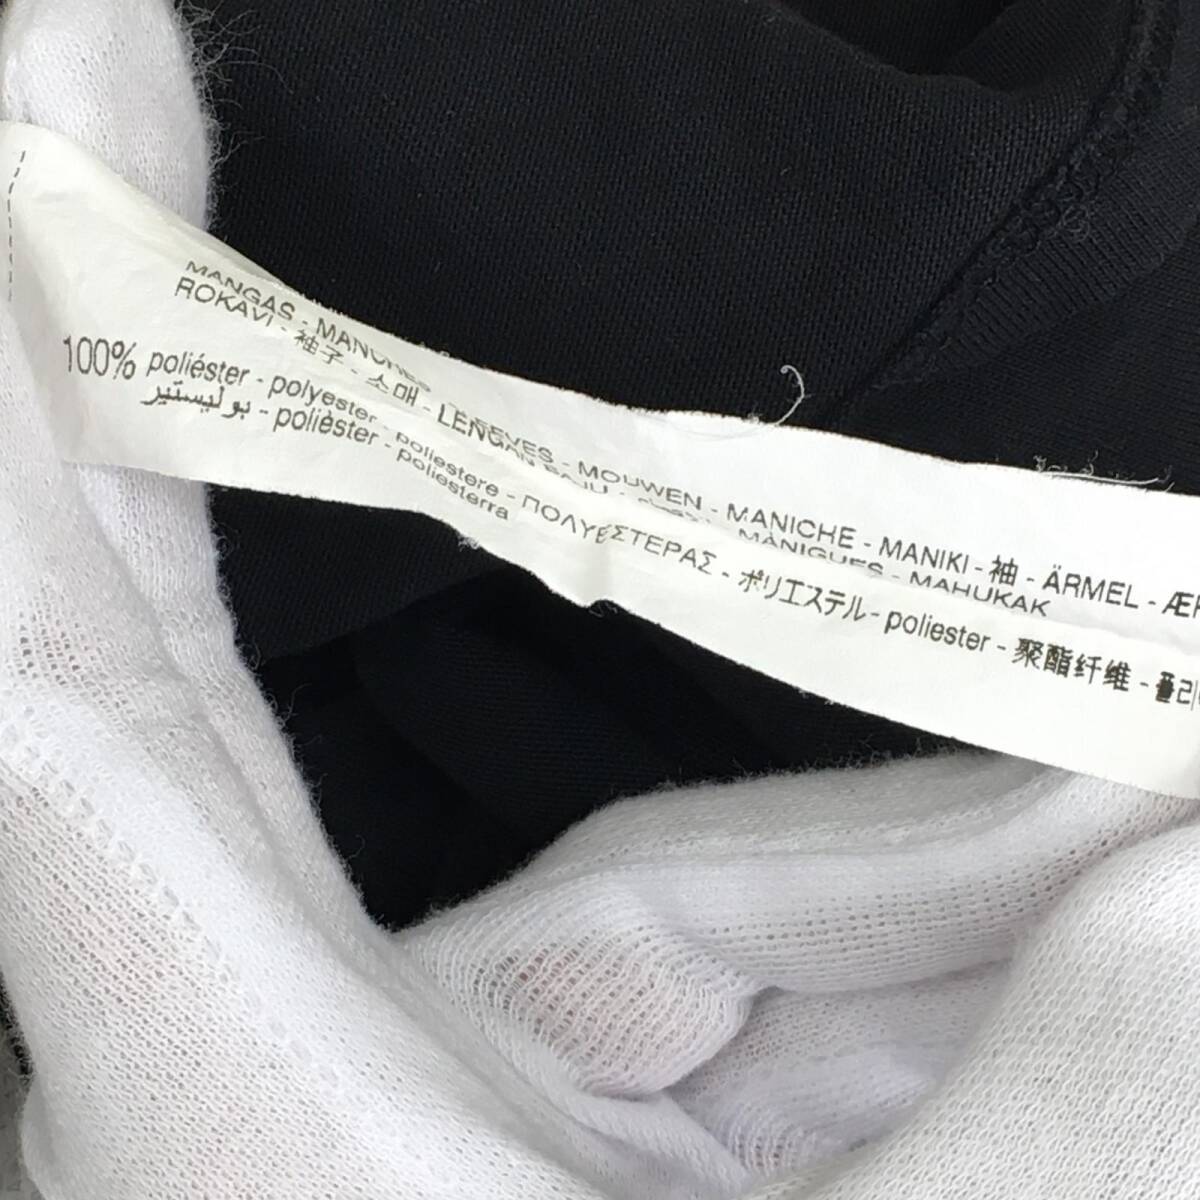 MANGAS - MANCHES - SLEEVES - MOUWEN - MANICHE - MANIKI - 袖 - ÄRMEL -
ROKAVI - 袖子 - 소매 - LENGAN BAJU - MÀNIGUES - MAHUKAK
100% poliéster - polyester - poliestere - ΠΟΛΥΕΣΤΕΡΑΣ - ポリエステル - poliester - 聚酯纤维 -
بوليستير - polièster - poliesterra